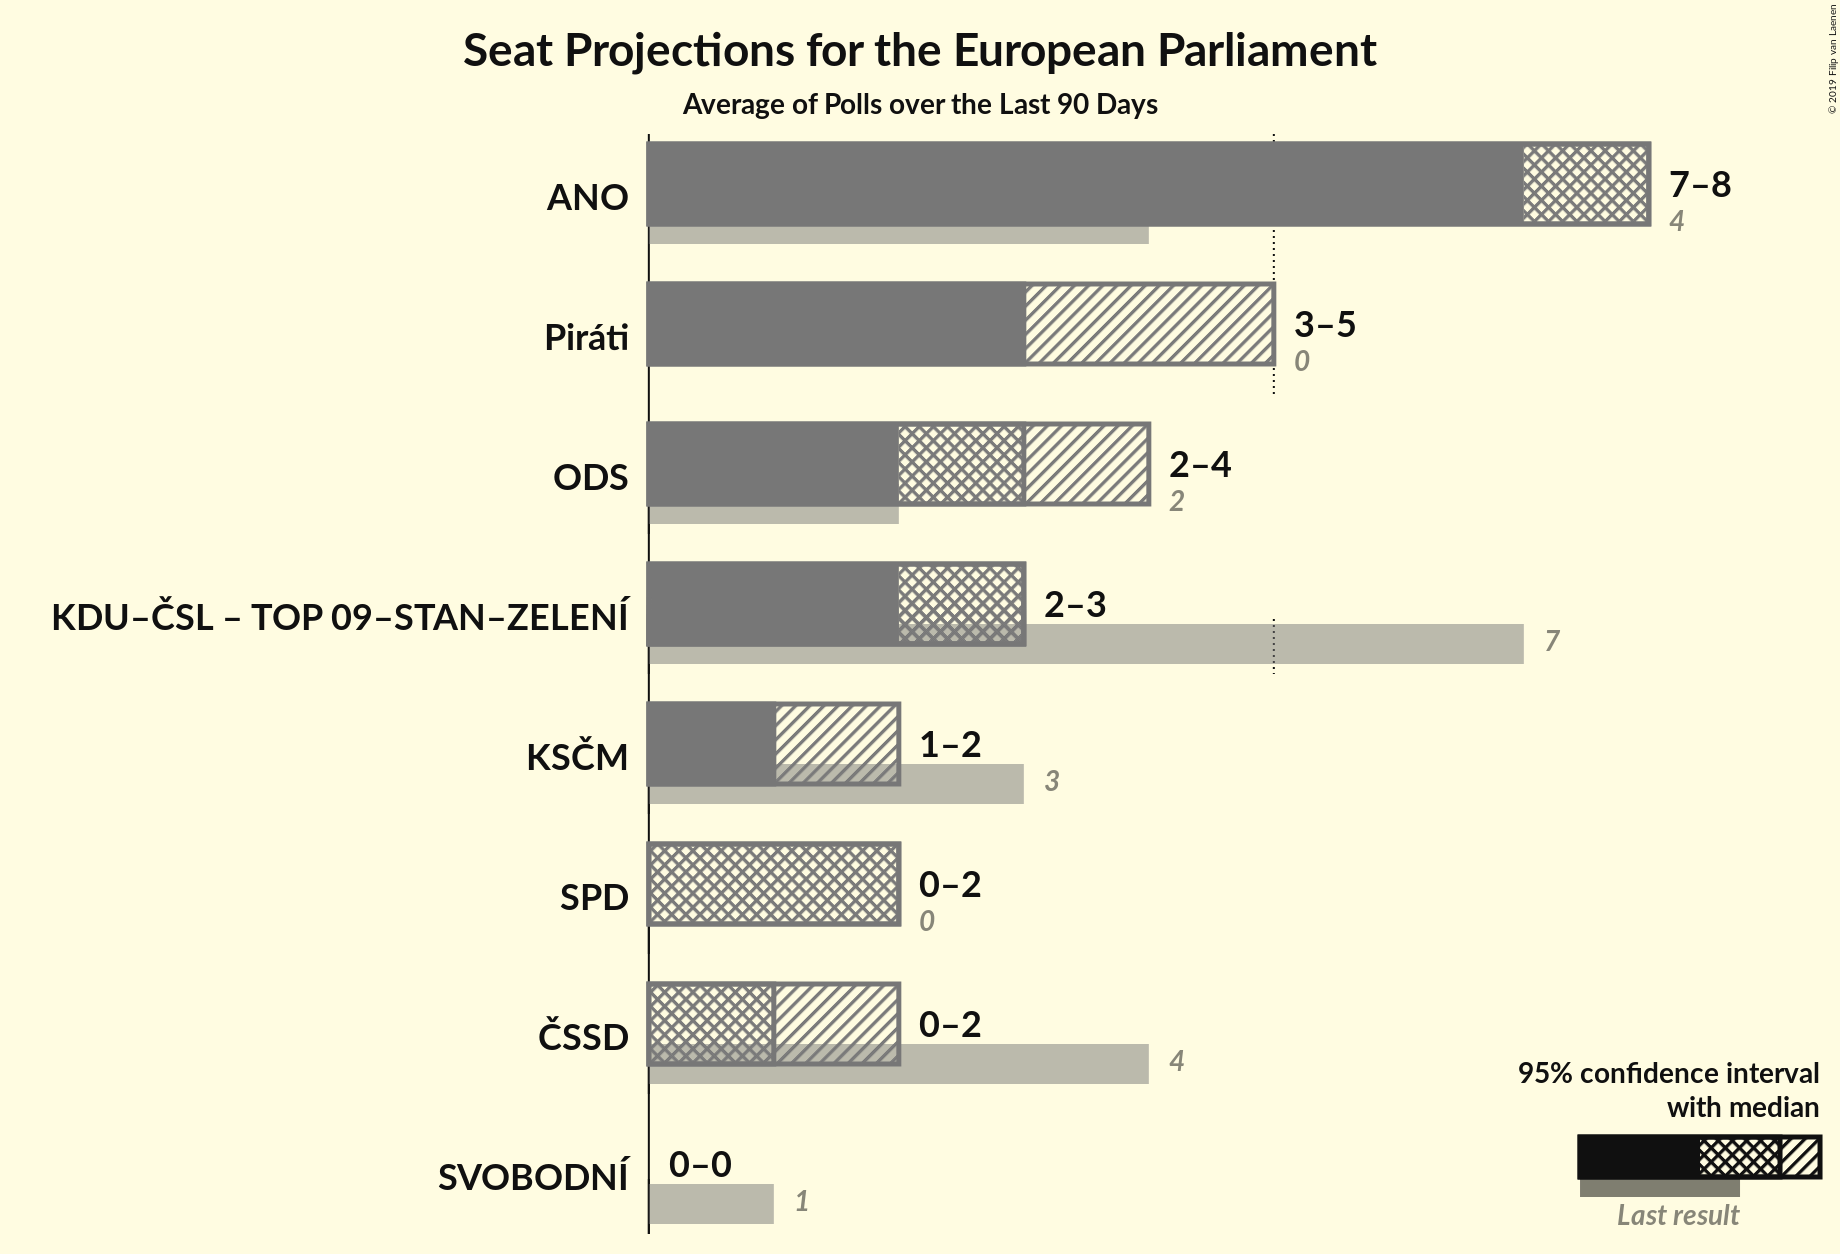 Seat Projections for the European Parliament
Average of Polls over the Last 90 Days
© 2019 Filip van Laenen
ANO
7–8
4
Piráti
3–5
0
ODS
2–4
2
KDU–ČSL – TOP 09–STAN–ZELENÍ
2–3
7
KSČM
1–2
3
SPD
0–2
0
ČSSD
0–2
4
SVOBODNÍ
0–0
1
95% confidence interval
with median
Last result